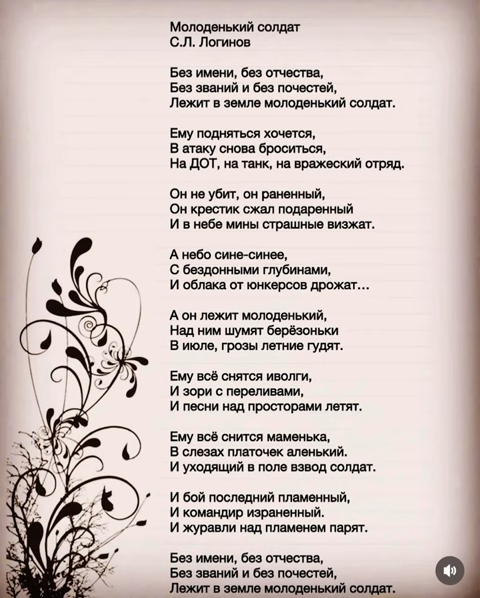 Молоденький солдат
С.Л. Логинов
Без имени, без отчества,
Без званий и без почестей,
Лежит в земле молоденький солдат.
Ему подняться хочется,
В атаку снова броситься,
На ДОТ, на танк, на вражеский отряд.
Он не убит, он раненный,
Он крестик сжал подаренный
И в небе мины страшные визжат.
А небо сине-синее,
С бездонными глубинами,
И облака от юнкерсов дрожат...
А он лежит молоденький,
Над ним шумят берёзоньки
В июле, грозы летние гудят.
Ему всё снятся иволги,
И зори с переливами,
И песни над просторами летят.
Ему всё снится маменька,
В слезах платочек аленький.
И уходящий в поле взвод солдат.
И бой последний пламенный,
И командир израненный.
И журавли над пламенем парят.
Без имени, без отчества,
Без званий и без почестей,
Лежит в земле молоденький солдат.